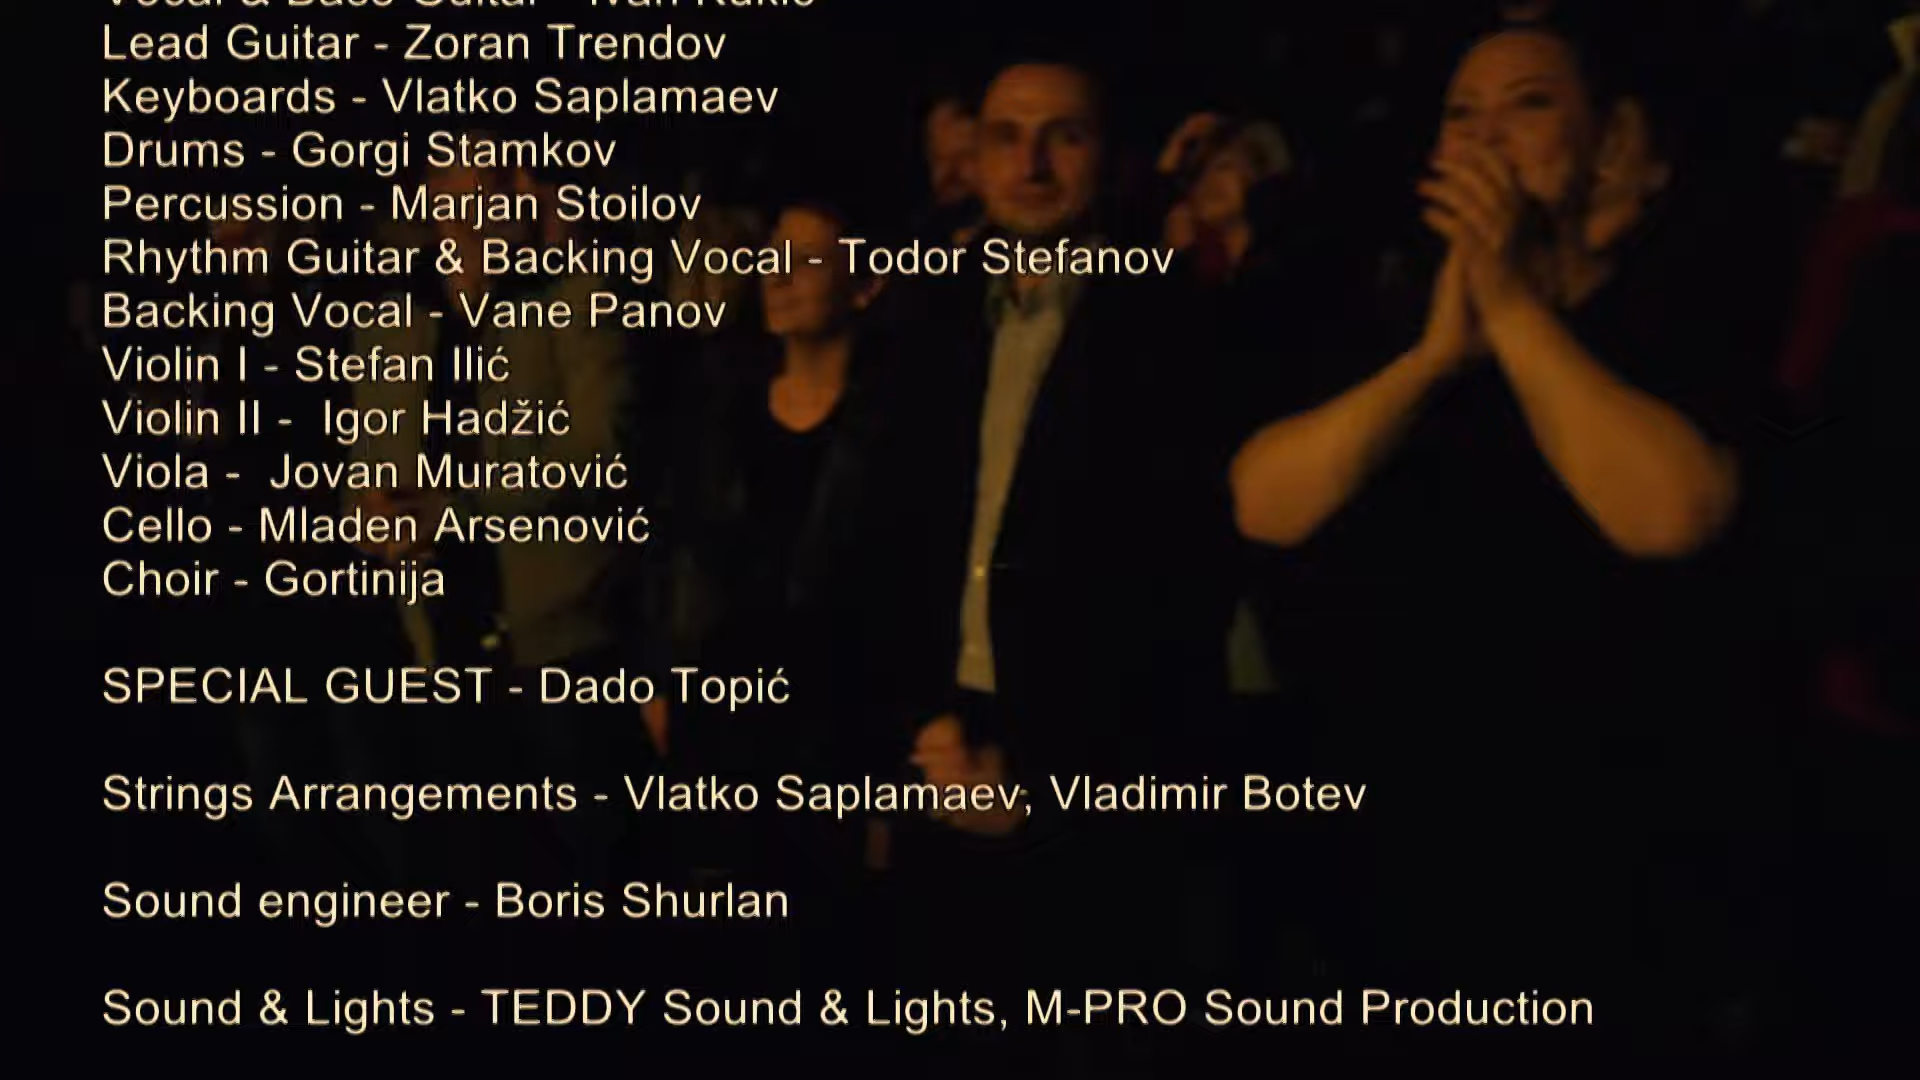 Lead Guitar - Zoran Trendov
Keyboards - Vlatko Saplamaev
Drums - Gorgi Stamkov
Percussion - Marjan Stoilov
Rhythm Guitar & Backing Vocal - Todor Stefanov
Backing Vocal - Vane Panov
Violin I - Stefan Ilić
Violin II -  Igor Hadžić
Viola -  Jovan Muratović
Cello - Mladen Arsenović
Choir - Gortinija
SPECIAL GUEST - Dado Topić
Strings Arrangements - Vlatko Saplamaev, Vladimir Botev
Sound engineer - Boris Shurlan
Sound & Lights - TEDDY Sound & Lights, M-PRO Sound Production